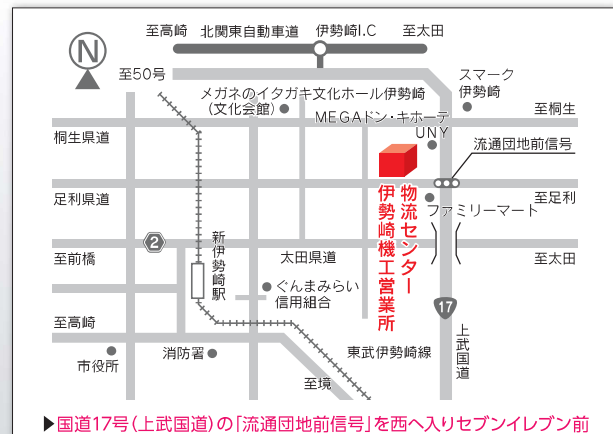 至高崎 北関東自動車道 伊勢崎I.C 至太田
N
至50号
スマーク
伊勢崎
メガネのイタガキ文化ホール伊勢崎
(文化会館)
MEGAドン・キホーテ
UNY
至桐生
桐生県道
流通団地前信号
足利県道
至足利
ファミリーマート
物流センター
伊勢崎機工営業所
2
新伊勢崎駅
太田県道
至前橋
至太田
ぐんまみらい
信用組合
17
上武国道
至高崎
市役所
消防署
東武伊勢崎線
至境
▶国道17号(上武国道)の「流通団地前信号」を西へ入りセブンイレブン前